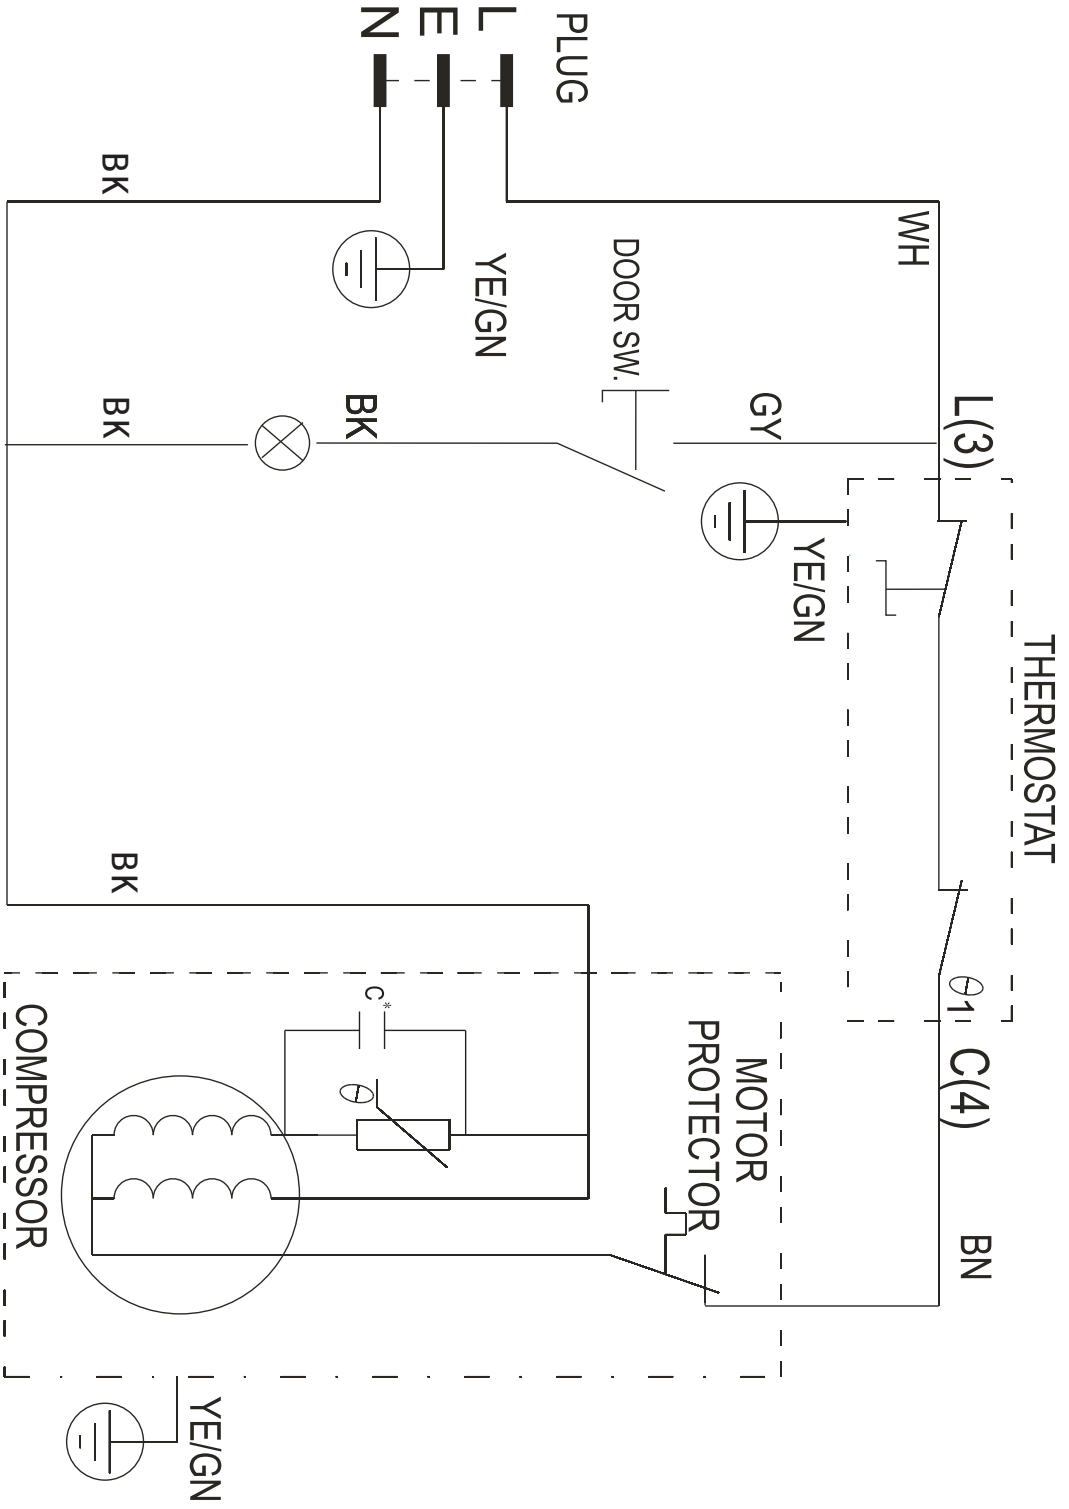 PLUG
L
E
N
WH
L(3)
THERMOSTAT
C(4)
BN
θ1
GY
YE/GN
DOOR SW.
YE/GN
BK
BK
BK
BK
MOTOR
PROTECTOR
C*
θ
COMPRESSOR
YE/GN